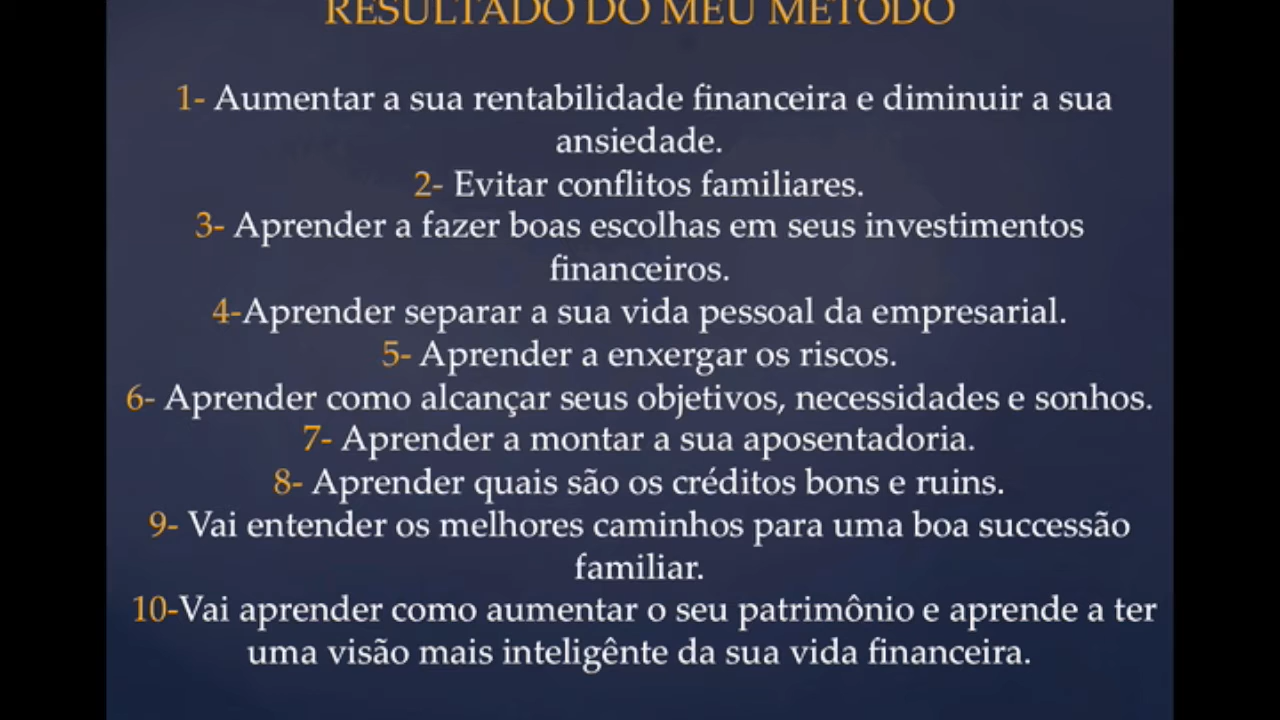 RESULTADO DO MEU MÉTODO
1- Aumentar a sua rentabilidade financeira e diminuir a sua
ansiedade.
2- Evitar conflitos familiares.
3- Aprender a fazer boas escolhas em seus investimentos
financeiros.
4-Aprender separar a sua vida pessoal da empresarial.
5- Aprender a enxergar os riscos.
6- Aprender como alcançar seus objetivos, necessidades e sonhos.
7- Aprender a montar a sua aposentadoria.
8- Aprender quais são os créditos bons e ruins.
9- Vai entender os melhores caminhos para uma boa successão
familiar.
10-Vai aprender como aumentar o seu patrimônio e aprende a ter
uma visão mais inteligênte da sua vida financeira.